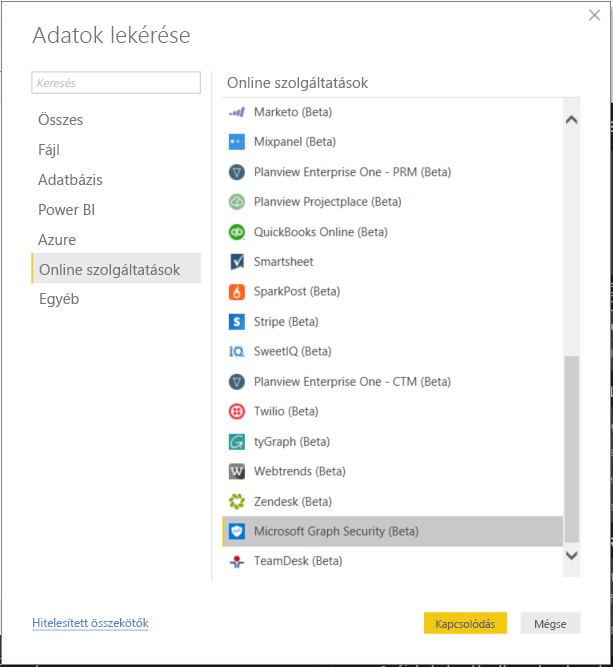 Adatok lekérése
Keresés
Összes
Fájl
Adatbázis
Power BI
Azure
Online szolgáltatások
Egyéb
Online szolgáltatások
Marketo (Beta)
Mixpanel (Beta)
Planview Enterprise One - PRM (Beta)
Planview Projectplace (Beta)
QuickBooks Online (Beta)
Smartsheet
SparkPost (Beta)
Stripe (Beta)
SweetIQ (Beta)
Planview Enterprise One - CTM (Beta)
Twilio (Beta)
tyGraph (Beta)
Webtrends (Beta)
Zendesk (Beta)
Microsoft Graph Security (Beta)
TeamDesk (Beta)
Hitelesített összekötők
Kapcsolódás
Mégse